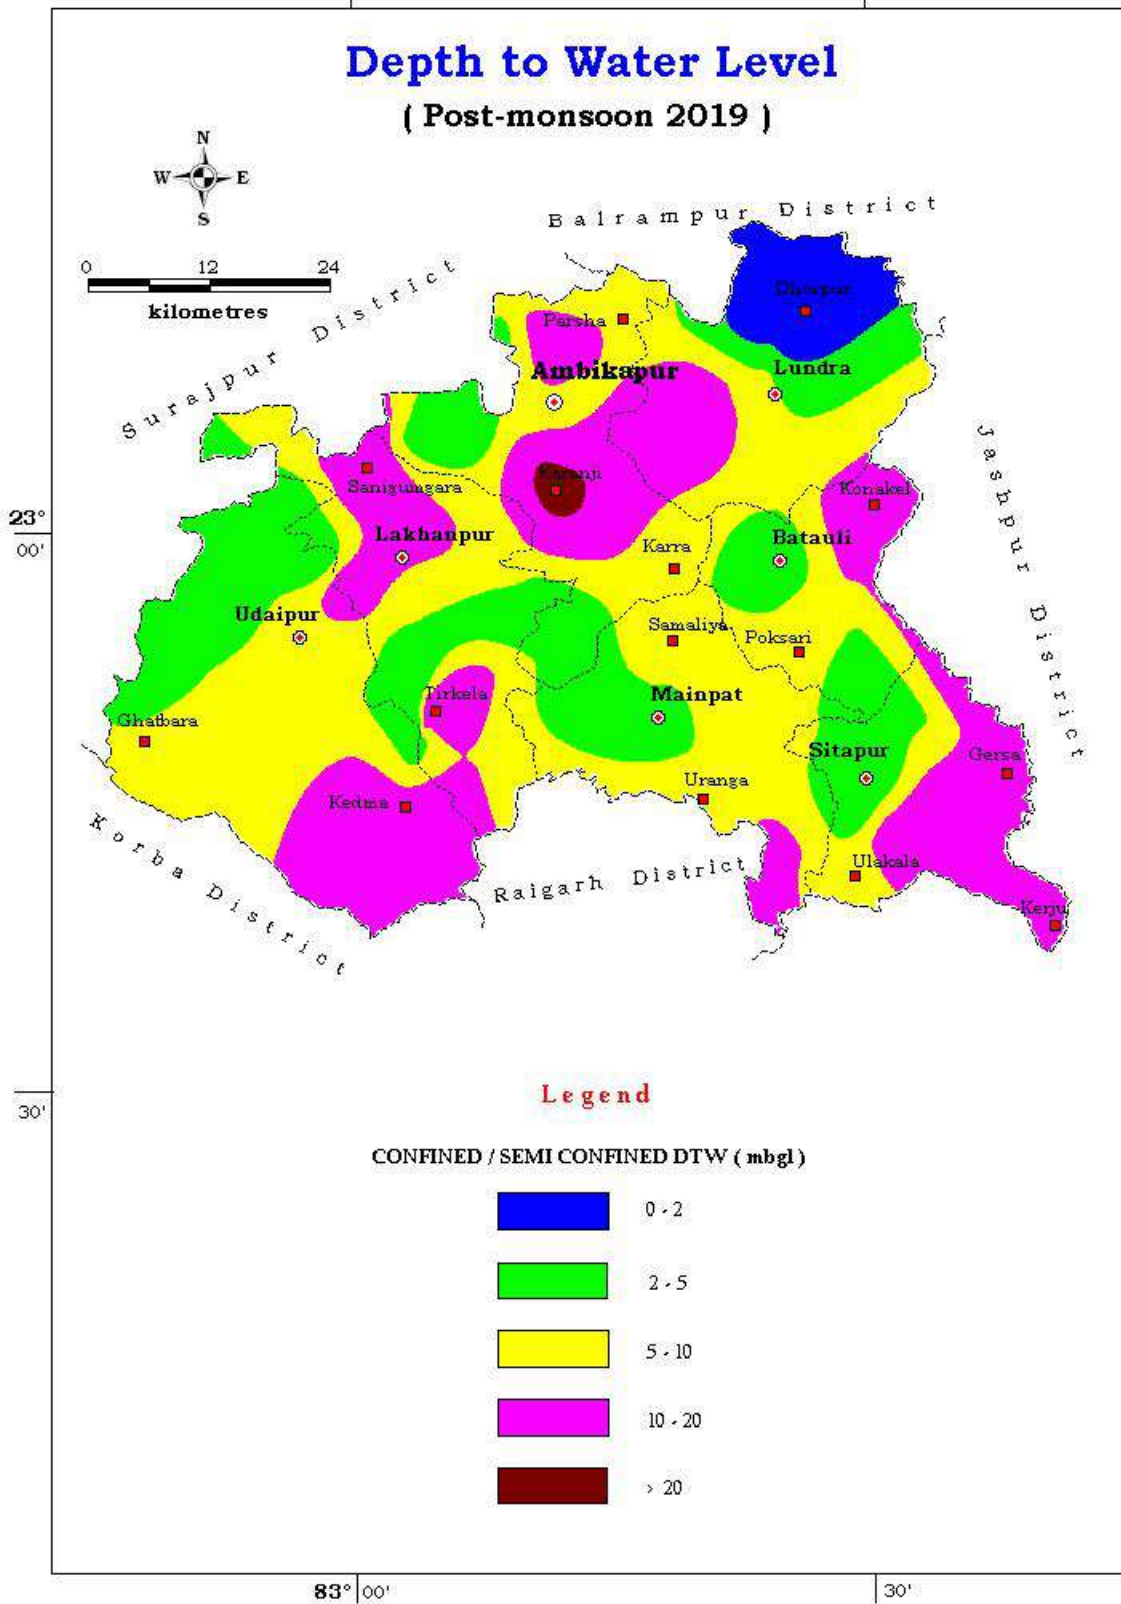 Depth to Water Level
( Post-monsoon 2019 )
N
W E
S
0 12 24
kilometres
Balrampur District
Surajpur District
Jashpur District
Korba District
Raigarh District
Dhorpur
Parsha
Ambikapur
Lundra
Karanji
Sanigumgara
Konakel
23°
00'
Lakhanpur
Batauli
Karra
Udaipur
Samaliya
Poksari
Tirkela
Mainpat
Ghatbara
Sitapur
Gersa
Uranga
Kedma
Ulakala
Kerju
30'
Legend
CONFINED / SEMI CONFINED DTW ( mbgl )
0 - 2
2 - 5
5 - 10
10 - 20
> 20
83° 00' 30'